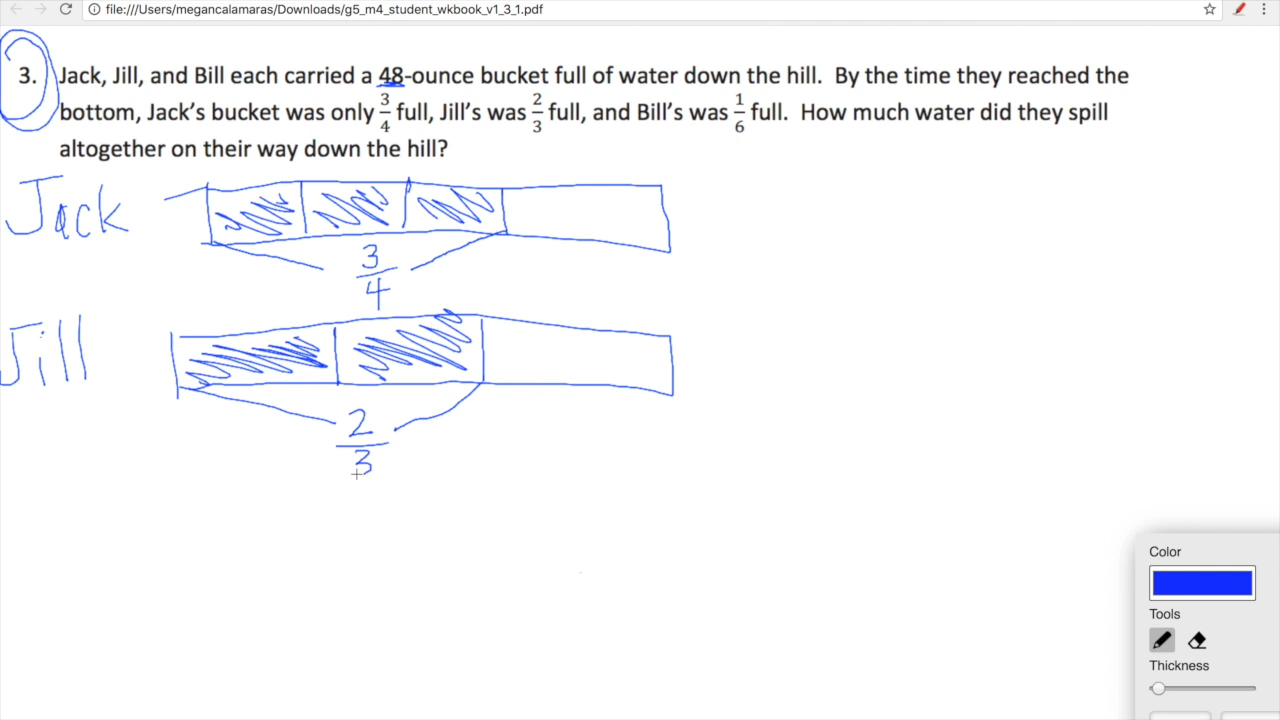 file:///Users/megancalamaras/Downloads/g5_m4_student_wkbook_v1_3_1.pdf
3. Jack, Jill, and Bill each carried a 48-ounce bucket full of water down the hill. By the time they reached the
bottom, Jack's bucket was only 3/4 full, Jill's was 2/3 full, and Bill's was 1/6 full. How much water did they spill
altogether on their way down the hill?
Jack
3/4
Jill
2/3
Color
Tools
Thickness